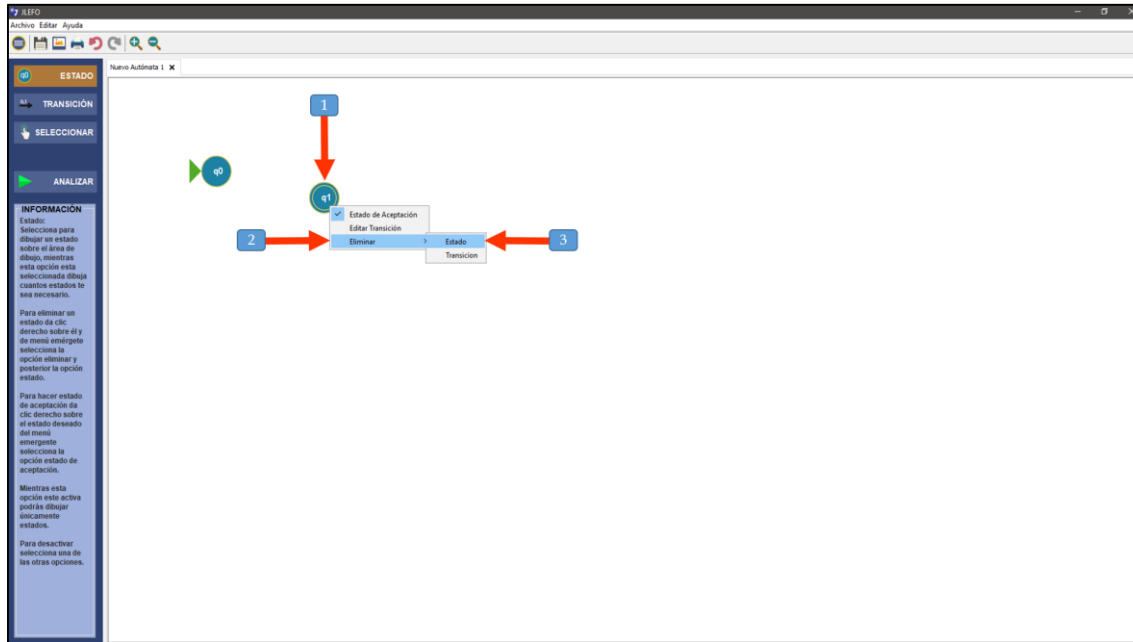 JLEFO
Archivo Editar Ayuda
Nuevo Autómata 1
q0 ESTADO
0,1 TRANSICIÓN
SELECCIONAR
ANALIZAR
INFORMACIÓN
Estado:
Selecciona para
dibujar un estado
sobre el área de
dibujo, mientras
esta opción esta
seleccionada dibuja
cuantos estados te
sea necesario.
Para eliminar un
estado da clic
derecho sobre él y
de menú emérgete
selecciona la
opción eliminar y
posterior la opción
estado.
Para hacer estado
de aceptación da
clic derecho sobre
el estado deseado
del menú
emergente
selecciona la
opción estado de
aceptación.
Mientras esta
opción este activa
podrás dibujar
únicamente
estados.
Para desactivar
selecciona una de
las otras opciones.
1
q0
q1
Estado de Aceptación
Editar Transición
2
Eliminar
Estado
3
Transicion